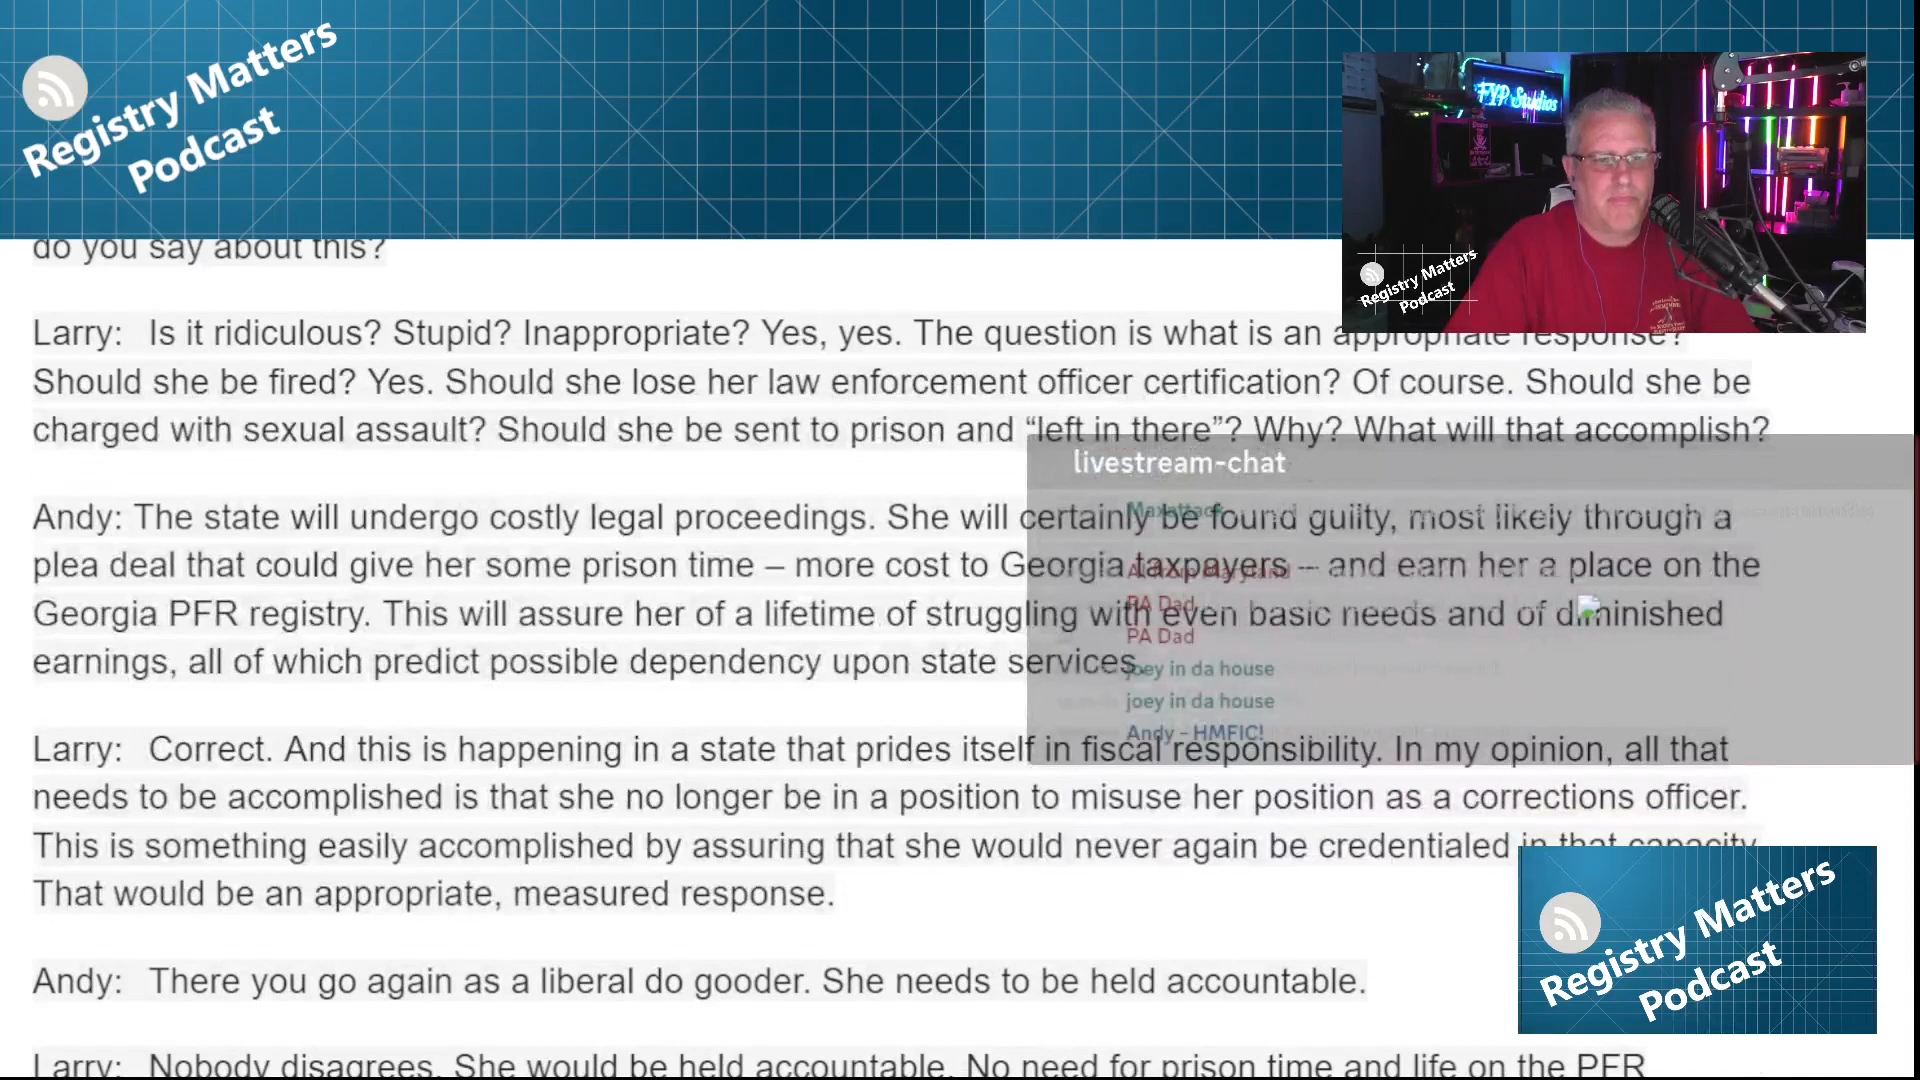 Registry Matters
Podcast
FYP Studios
Registry Matters
Podcast
do you say about this?
Larry: Is it ridiculous? Stupid? Inappropriate? Yes, yes. The question is what is an appropriate response?
Should she be fired? Yes. Should she lose her law enforcement officer certification? Of course. Should she be
charged with sexual assault? Should she be sent to prison and “left in there”? Why? What will that accomplish?
livestream-chat
Andy: The state will undergo costly legal proceedings. She will certainly be found guilty, most likely through a
plea deal that could give her some prison time – more cost to Georgia taxpayers – and earn her a place on the
Georgia PFR registry. This will assure her of a lifetime of struggling with even basic needs and of diminished
earnings, all of which predict possible dependency upon state services.
Maxattack
Al from Maryland
PA Dad
PA Dad
joey in da house
joey in da house
Andy - HMFIC!
Larry: Correct. And this is happening in a state that prides itself in fiscal responsibility. In my opinion, all that
needs to be accomplished is that she no longer be in a position to misuse her position as a corrections officer.
This is something easily accomplished by assuring that she would never again be credentialed in that capacity.
That would be an appropriate, measured response.
Andy: There you go again as a liberal do gooder. She needs to be held accountable.
Larry: Nobody disagrees. She would be held accountable. No need for prison time and life on the PFR
Registry Matters
Podcast